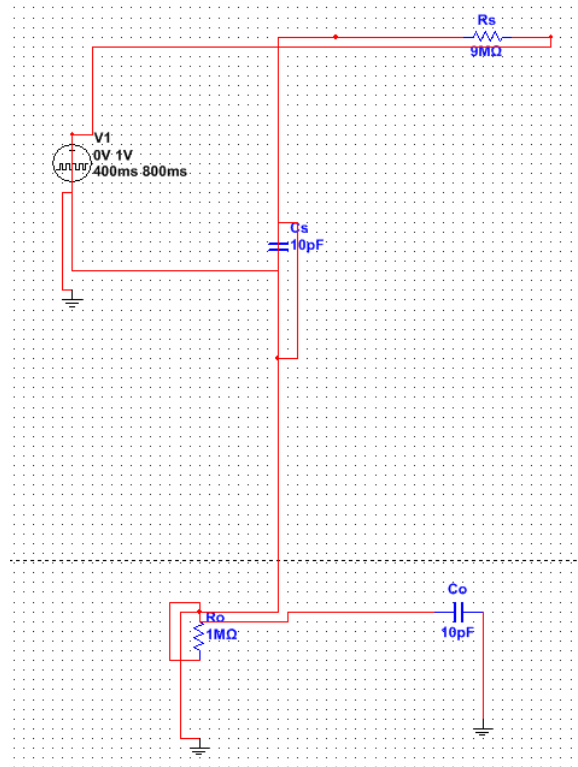 Rs
9MΩ
V1
0V 1V
400ms 800ms
Cs
10pF
Co
10pF
Ro
1MΩ